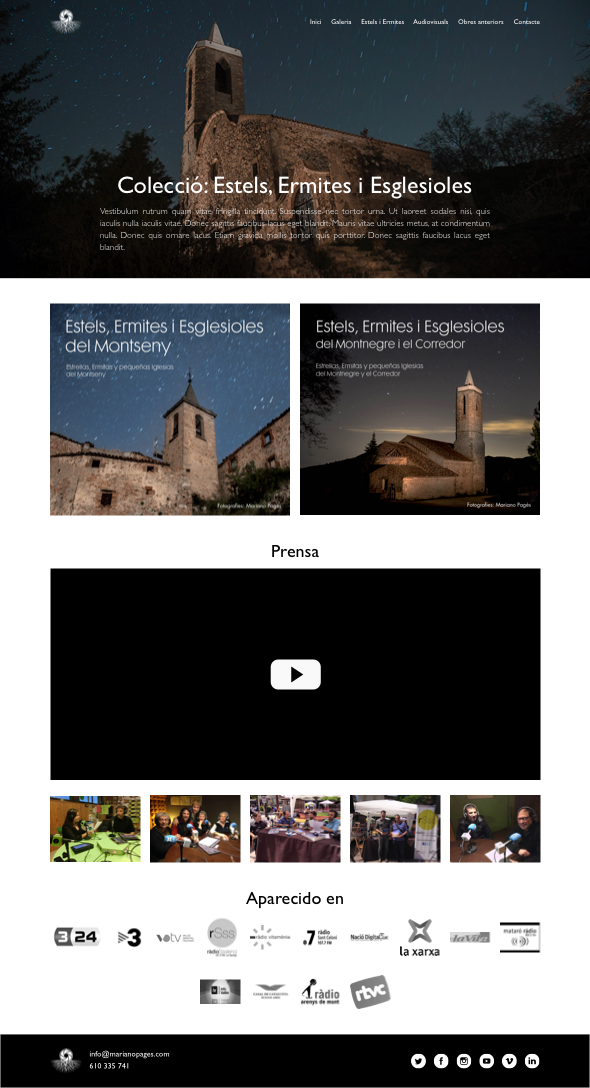 Inici Galeria Estels i Ermites Audiovisuals Obres anteriors Contacte
Colecció: Estels, Ermites i Esglesioles
Vestibulum rutrum quam vitae fringilla tincidunt. Suspendisse nec tortor urna. Ut laoreet sodales nisi, quis
iaculis nulla iaculis vitae. Donec sagittis faucibus lacus eget blandit. Mauris vitae ultricies metus, at condimentum
nulla. Donec quis ornare lacus. Etiam gravida mollis tortor quis porttitor. Donec sagittis faucibus lacus eget
blandit.
Estels, Ermites i Esglesioles
del Montseny
Estrellas, Ermitas y pequeñas Iglesias
del Montseny
Fotografies: Mariano Pagès
Estels, Ermites i Esglesioles
del Montnegre i el Corredor
Estrellas, Ermitas y pequeñas Iglesias
del Montnegre y el Corredor
Fotografies: Mariano Pagès
Prensa
Aparecido en
3 24
3
votv
rSss
ràdio vitamènia
.7 ràdio Sant Celoni 107.7 FM
Nació Digital
la xarxa
laVila
mataró ràdio
ràdio
arenys de munt
rtvc
info@marianopages.com
610 335 741